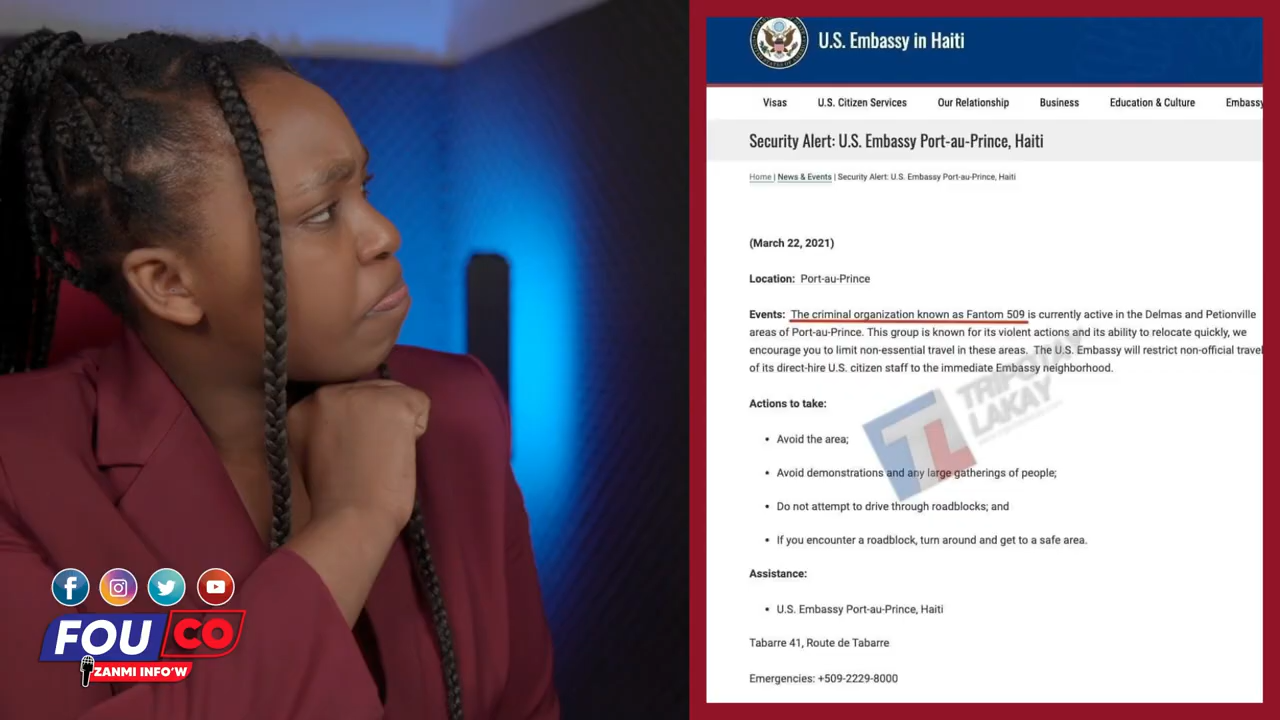 U.S. Embassy in Haiti
Visas U.S. Citizen Services Our Relationship Business Education & Culture Embassy
Security Alert: U.S. Embassy Port-au-Prince, Haiti
Home | News & Events | Security Alert: U.S. Embassy Port-au-Prince, Haiti
(March 22, 2021)
Location: Port-au-Prince
Events: The criminal organization known as Fantom 509 is currently active in the Delmas and Petionville
areas of Port-au-Prince. This group is known for its violent actions and its ability to relocate quickly, we
encourage you to limit non-essential travel in these areas. The U.S. Embassy will restrict non-official travel
of its direct-hire U.S. citizen staff to the immediate Embassy neighborhood.
Actions to take:
• Avoid the area;
• Avoid demonstrations and any large gatherings of people;
• Do not attempt to drive through roadblocks; and
• If you encounter a roadblock, turn around and get to a safe area.
Assistance:
• U.S. Embassy Port-au-Prince, Haiti
Tabarre 41, Route de Tabarre
Emergencies: +509-2229-8000
TL
TRIPOTAY
LAKAY
FOU CO
ZANMI INFO'W